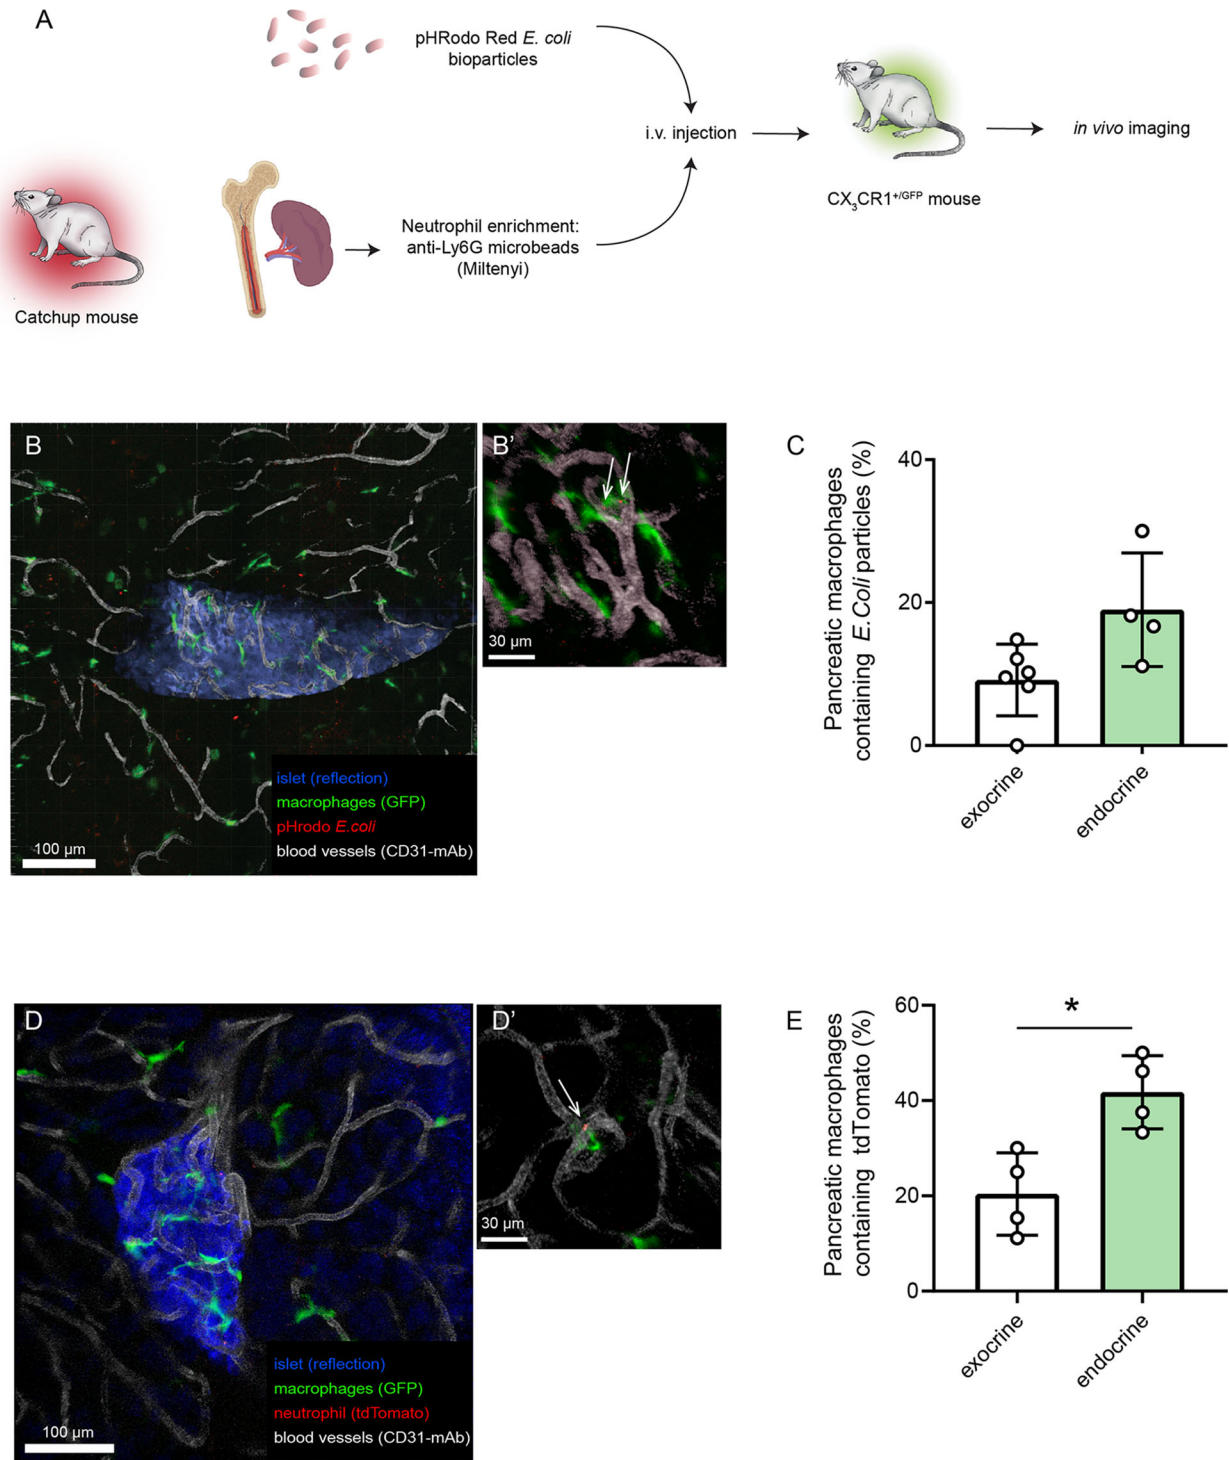 A
pHRodo Red E. coli
bioparticles
i.v. injection
in vivo imaging
CX3CR1+/GFP mouse
Neutrophil enrichment:
anti-Ly6G microbeads
(Miltenyi)
Catchup mouse
B
islet (reflection)
macrophages (GFP)
pHrodo E.coli
blood vessels (CD31-mAb)
100 µm
B'
30 µm
C
Pancreatic macrophages
containing E.Coli particles (%)
40
20
0
exocrine
endocrine
D
islet (reflection)
macrophages (GFP)
neutrophil (tdTomato)
blood vessels (CD31-mAb)
100 µm
D'
30 µm
E
Pancreatic macrophages
containing tdTomato (%)
60
40
20
0
*
exocrine
endocrine